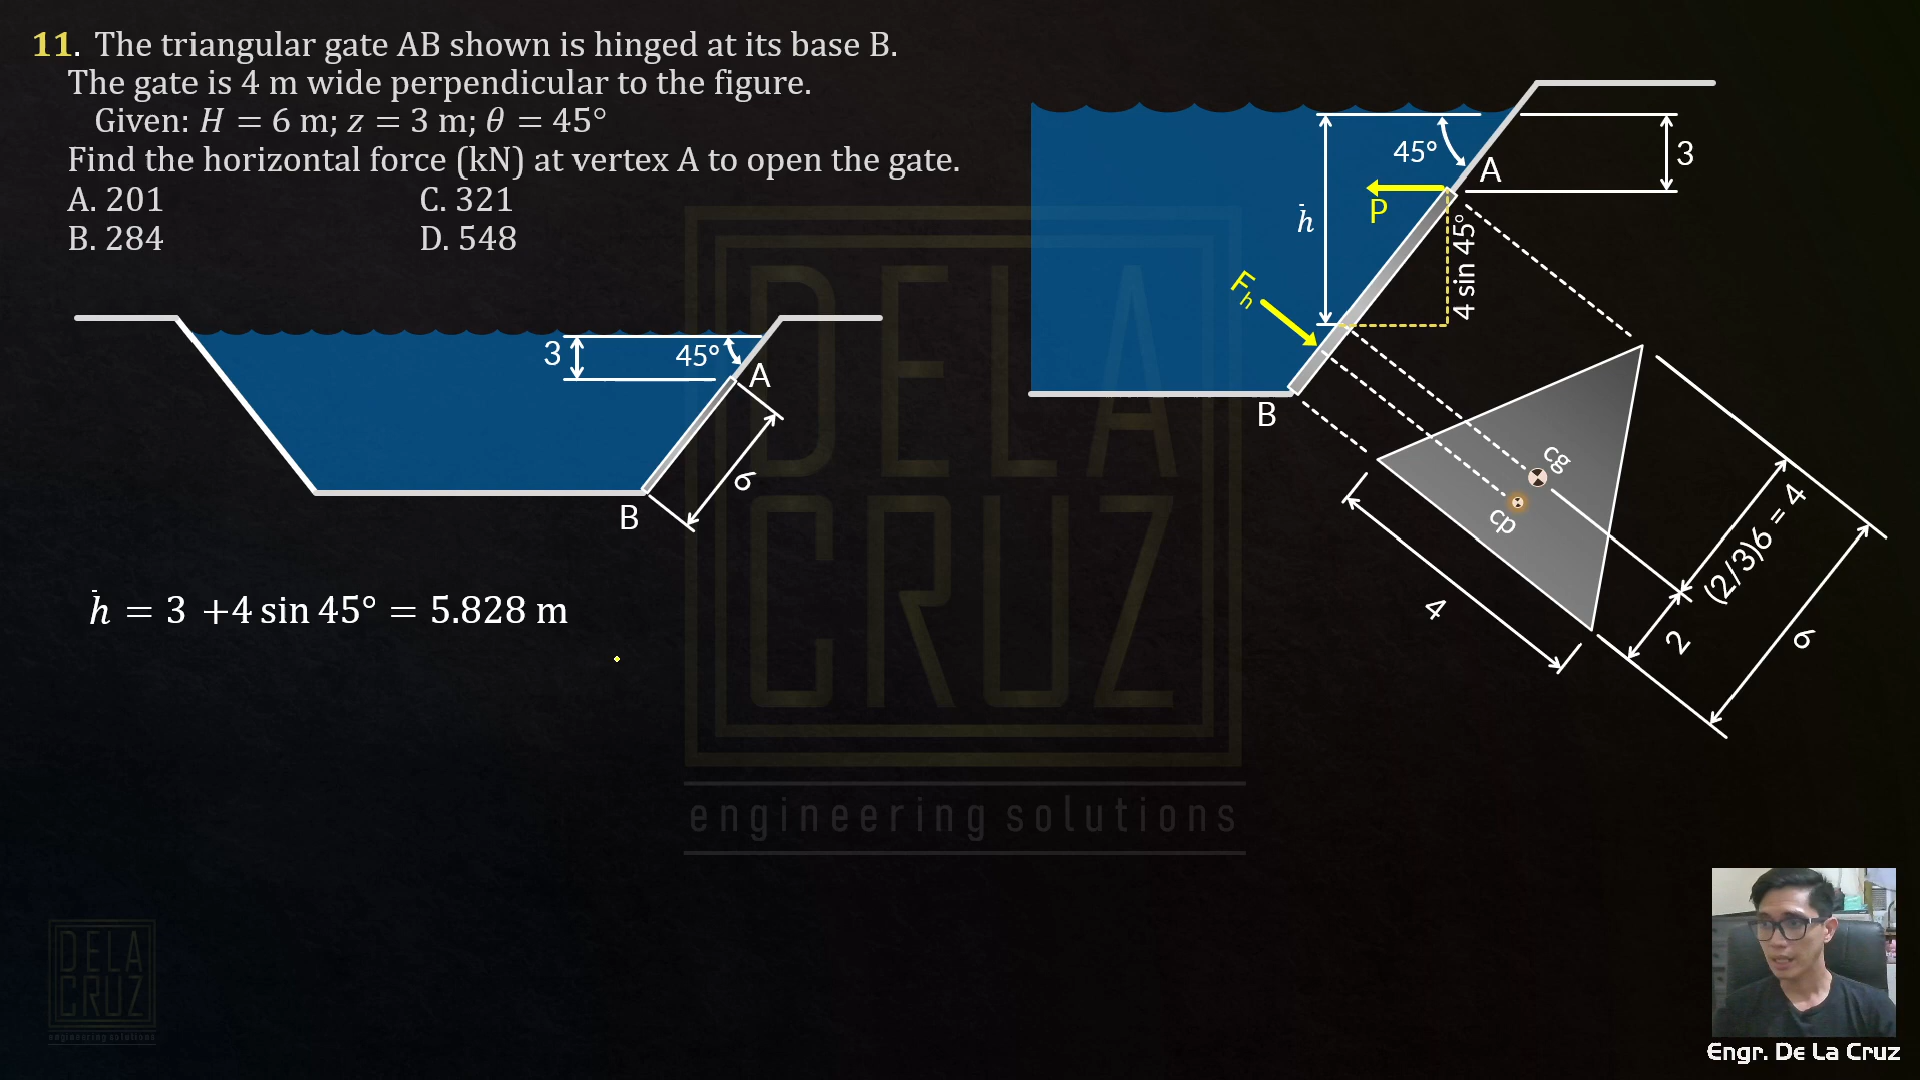 11. The triangular gate AB shown is hinged at its base B.
The gate is 4 m wide perpendicular to the figure.
Given: H = 6 m; z = 3 m; θ = 45°
Find the horizontal force (kN) at vertex A to open the gate.
A. 201
C. 321
B. 284
D. 548
3
45°
A
6
B
h̄ = 3 +4 sin 45° = 5.828 m
45°
3
A
P
h̄
4 sin 45°
Fh
B
cg
cp
4
(2/3)6 = 4
2
6
DELA
CRUZ
engineering solutions
DELA
CRUZ
engineering solutions
Engr. De La Cruz